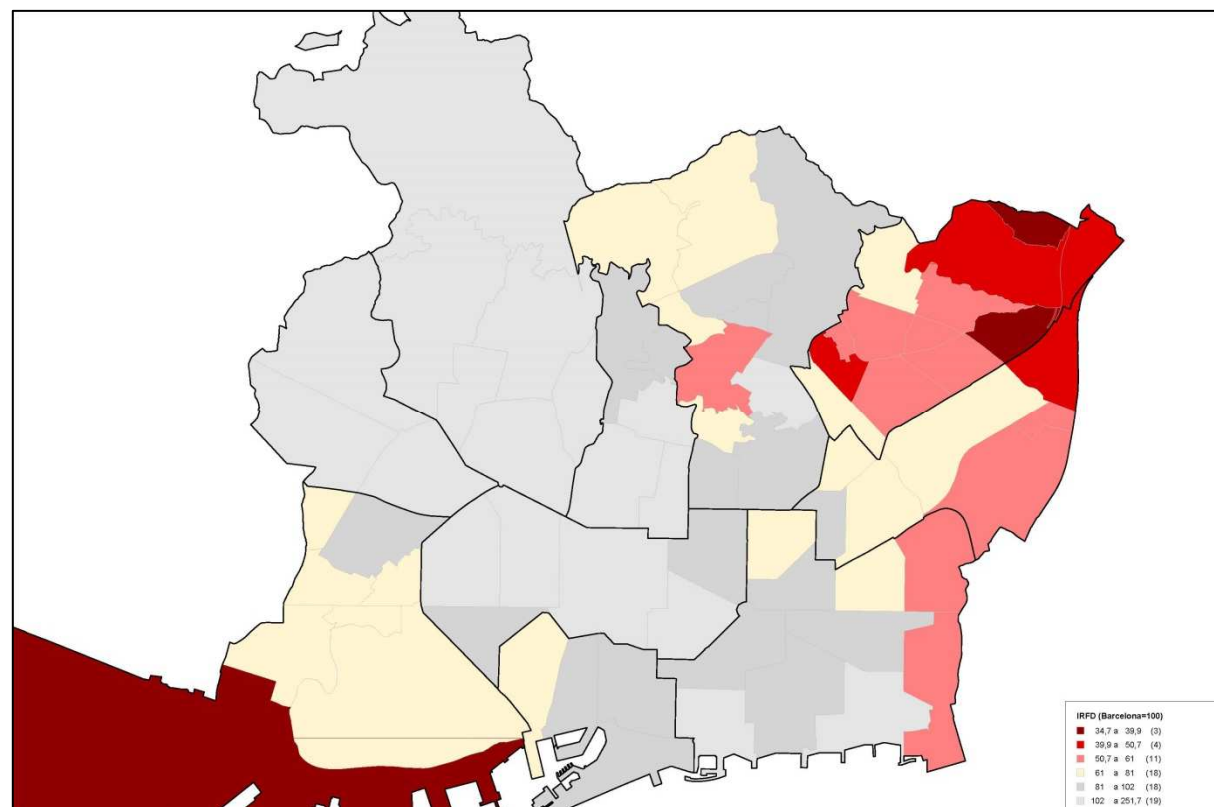 IRFD (Barcelona=100)
34,7 a 39,9 (3)
39,9 a 50,7 (4)
50,7 a 61 (11)
61 a 81 (18)
81 a 102 (18)
102 a 251,7 (19)